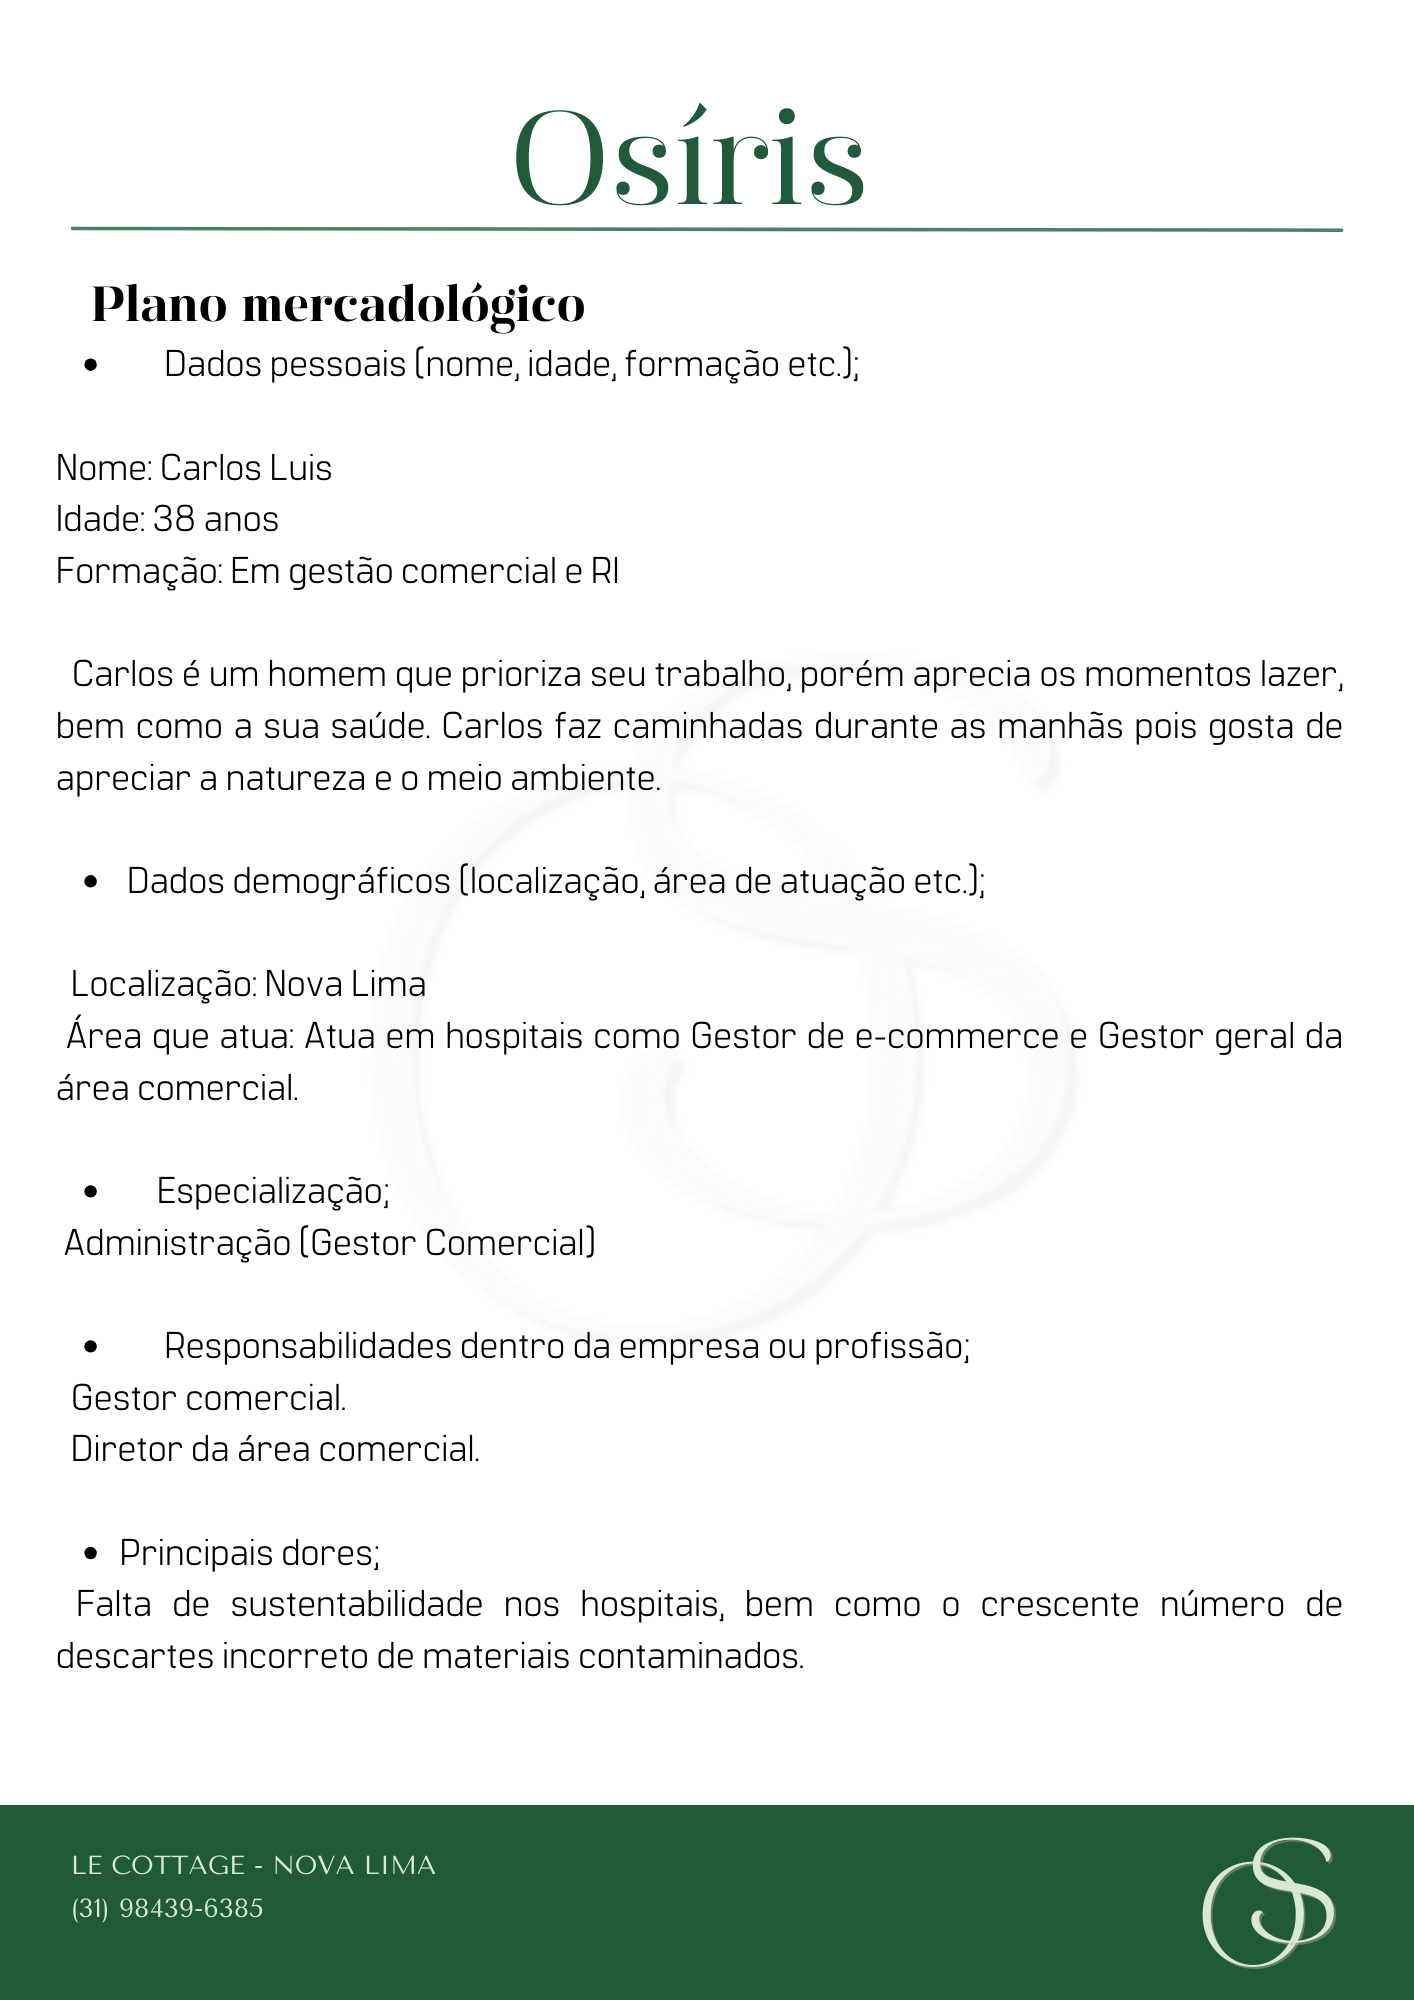 Osíris
Plano mercadológico
• Dados pessoais (nome, idade, formação etc.);
Nome: Carlos Luis
Idade: 38 anos
Formação: Em gestão comercial e RI
Carlos é um homem que prioriza seu trabalho, porém aprecia os momentos lazer,
bem como a sua saúde. Carlos faz caminhadas durante as manhãs pois gosta de
apreciar a natureza e o meio ambiente.
• Dados demográficos (localização, área de atuação etc.);
Localização: Nova Lima
Área que atua: Atua em hospitais como Gestor de e-commerce e Gestor geral da
área comercial.
• Especialização;
Administração (Gestor Comercial)
• Responsabilidades dentro da empresa ou profissão;
Gestor comercial.
Diretor da área comercial.
• Principais dores;
Falta de sustentabilidade nos hospitais, bem como o crescente número de
descartes incorreto de materiais contaminados.
LE COTTAGE - NOVA LIMA
(31) 98439-6385
OS